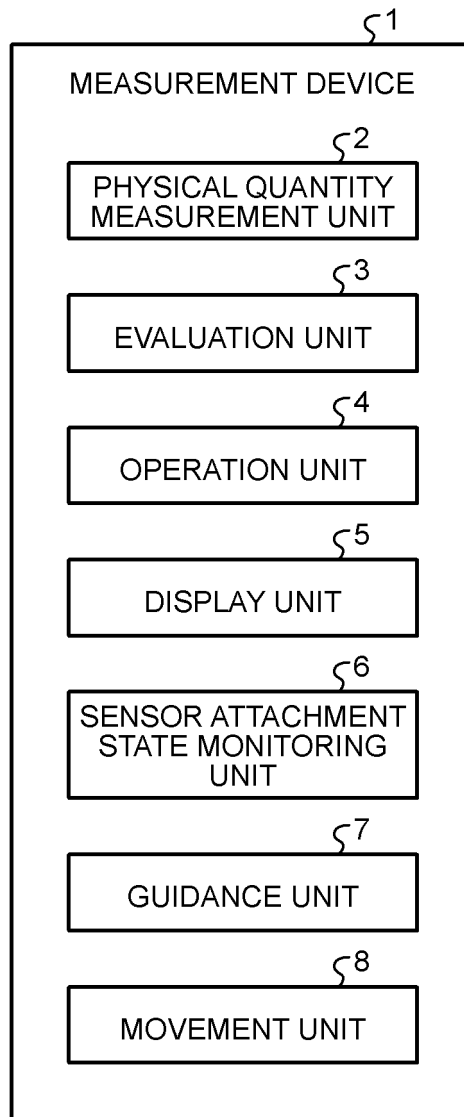 1
MEASUREMENT DEVICE
2
PHYSICAL QUANTITY
MEASUREMENT UNIT
3
EVALUATION UNIT
4
OPERATION UNIT
5
DISPLAY UNIT
6
SENSOR ATTACHMENT
STATE MONITORING
UNIT
7
GUIDANCE UNIT
8
MOVEMENT UNIT